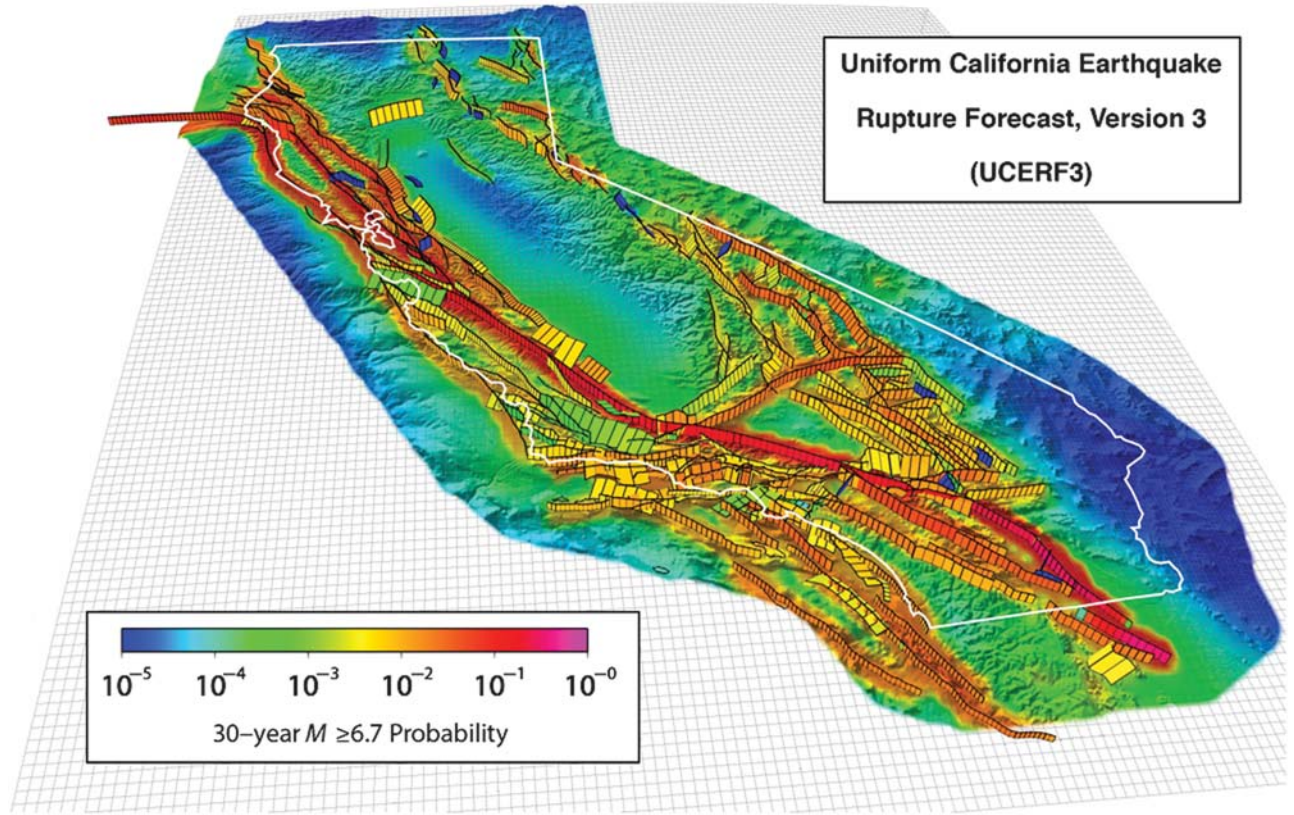 Uniform California Earthquake
Rupture Forecast, Version 3
(UCERF3)
10⁻⁵ 10⁻⁴ 10⁻³ 10⁻² 10⁻¹ 10⁻⁰
30–year M ≥6.7 Probability